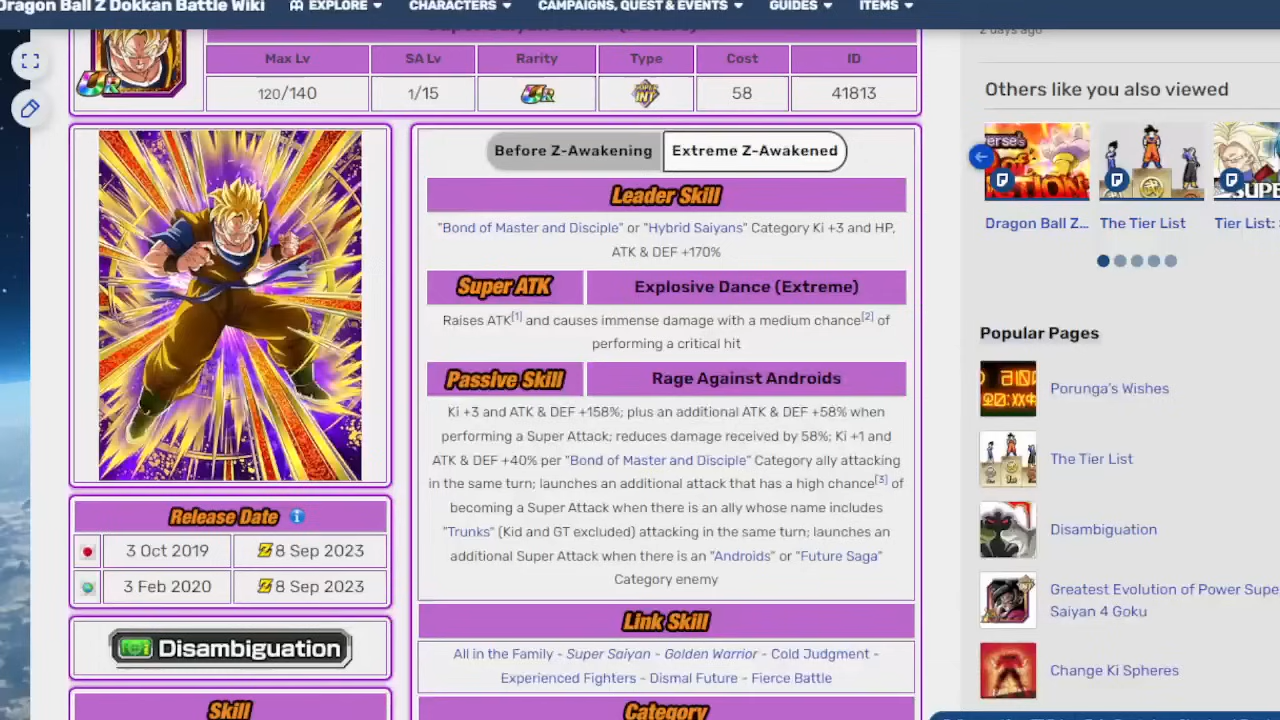 Dragon Ball Z Dokkan Battle Wiki
EXPLORE
CHARACTERS
CAMPAIGNS, QUEST & EVENTS
GUIDES
ITEMS
Max Lv
SA Lv
Rarity
Type
Cost
ID
120/140
1/15
UR
SUPER INT
58
41813
UR
Before Z-Awakening
Extreme Z-Awakened
Leader Skill
"Bond of Master and Disciple" or "Hybrid Saiyans" Category Ki +3 and HP,
ATK & DEF +170%
Super ATK
Explosive Dance (Extreme)
Raises ATK[1] and causes immense damage with a medium chance[2] of
performing a critical hit
Passive Skill
Rage Against Androids
Ki +3 and ATK & DEF +158%; plus an additional ATK & DEF +58% when
performing a Super Attack; reduces damage received by 58%; Ki +1 and
ATK & DEF +40% per "Bond of Master and Disciple" Category ally attacking
in the same turn; launches an additional attack that has a high chance[3] of
becoming a Super Attack when there is an ally whose name includes
"Trunks" (Kid and GT excluded) attacking in the same turn; launches an
additional Super Attack when there is an "Androids" or "Future Saga"
Category enemy
Link Skill
All in the Family - Super Saiyan - Golden Warrior - Cold Judgment -
Experienced Fighters - Dismal Future - Fierce Battle
Category
Release Date
3 Oct 2019
Z 8 Sep 2023
3 Feb 2020
Z 8 Sep 2023
Disambiguation
Skill
2 days ago
Others like you also viewed
Dragon Ball Z...
The Tier List
Tier List:
Popular Pages
Porunga's Wishes
The Tier List
Disambiguation
Greatest Evolution of Power Supe
Saiyan 4 Goku
Change Ki Spheres